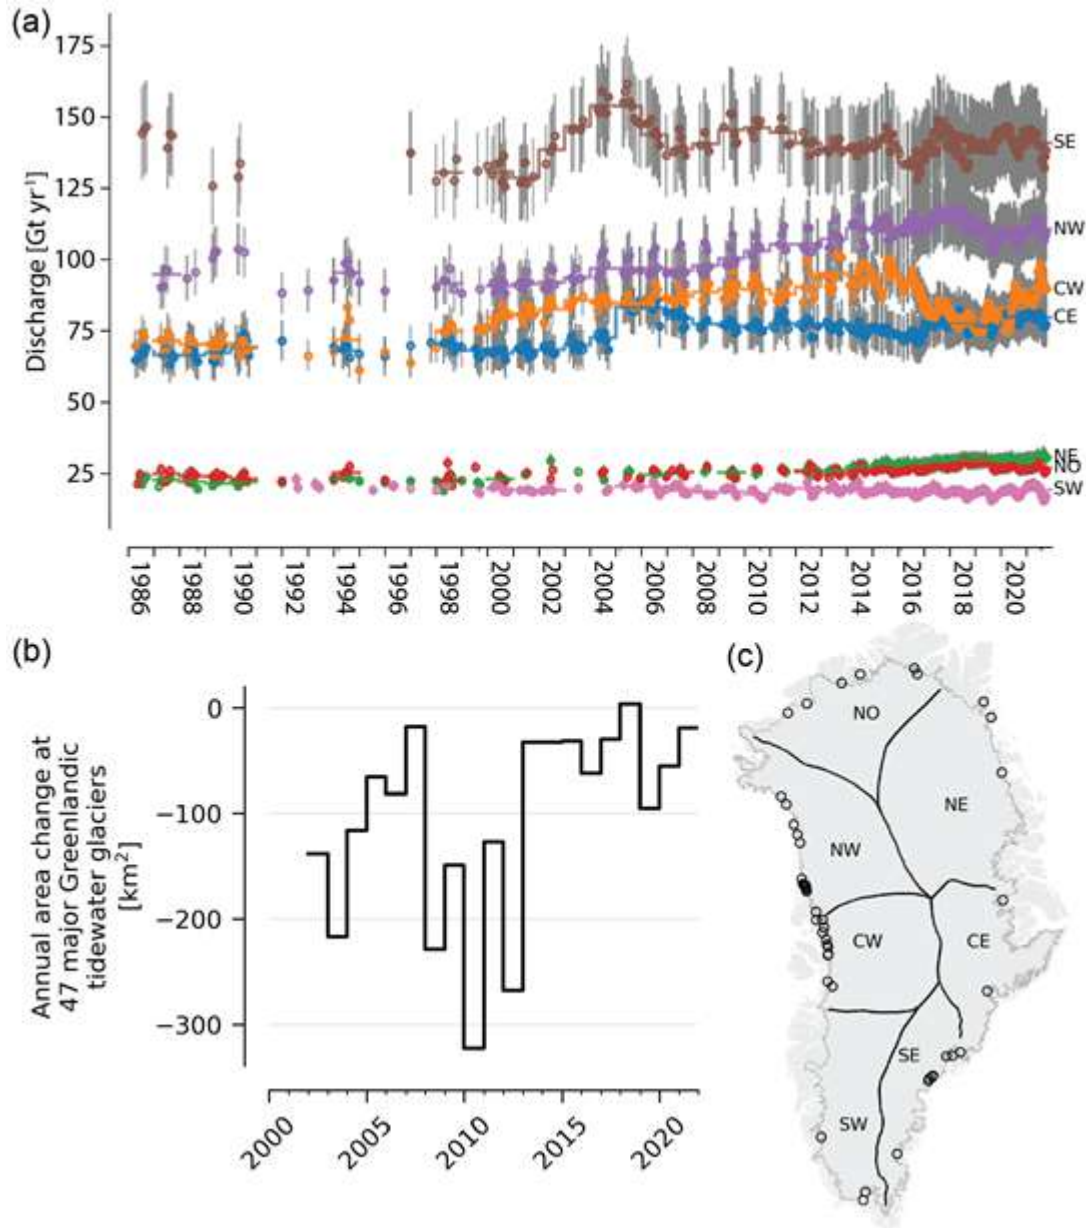 (a)
175
150
125
100
75
50
25
Discharge [Gt yr⁻¹]
SE
NW
CW
CE
NE
NO
SW
1986
1988
1990
1992
1994
1996
1998
2000
2002
2004
2006
2008
2010
2012
2014
2016
2018
2020
(b)
Annual area change at
47 major Greenlandic
tidewater glaciers
[km²]
0
−100
−200
−300
2000
2005
2010
2015
2020
(c)
NO
NE
NW
CW
CE
SE
SW